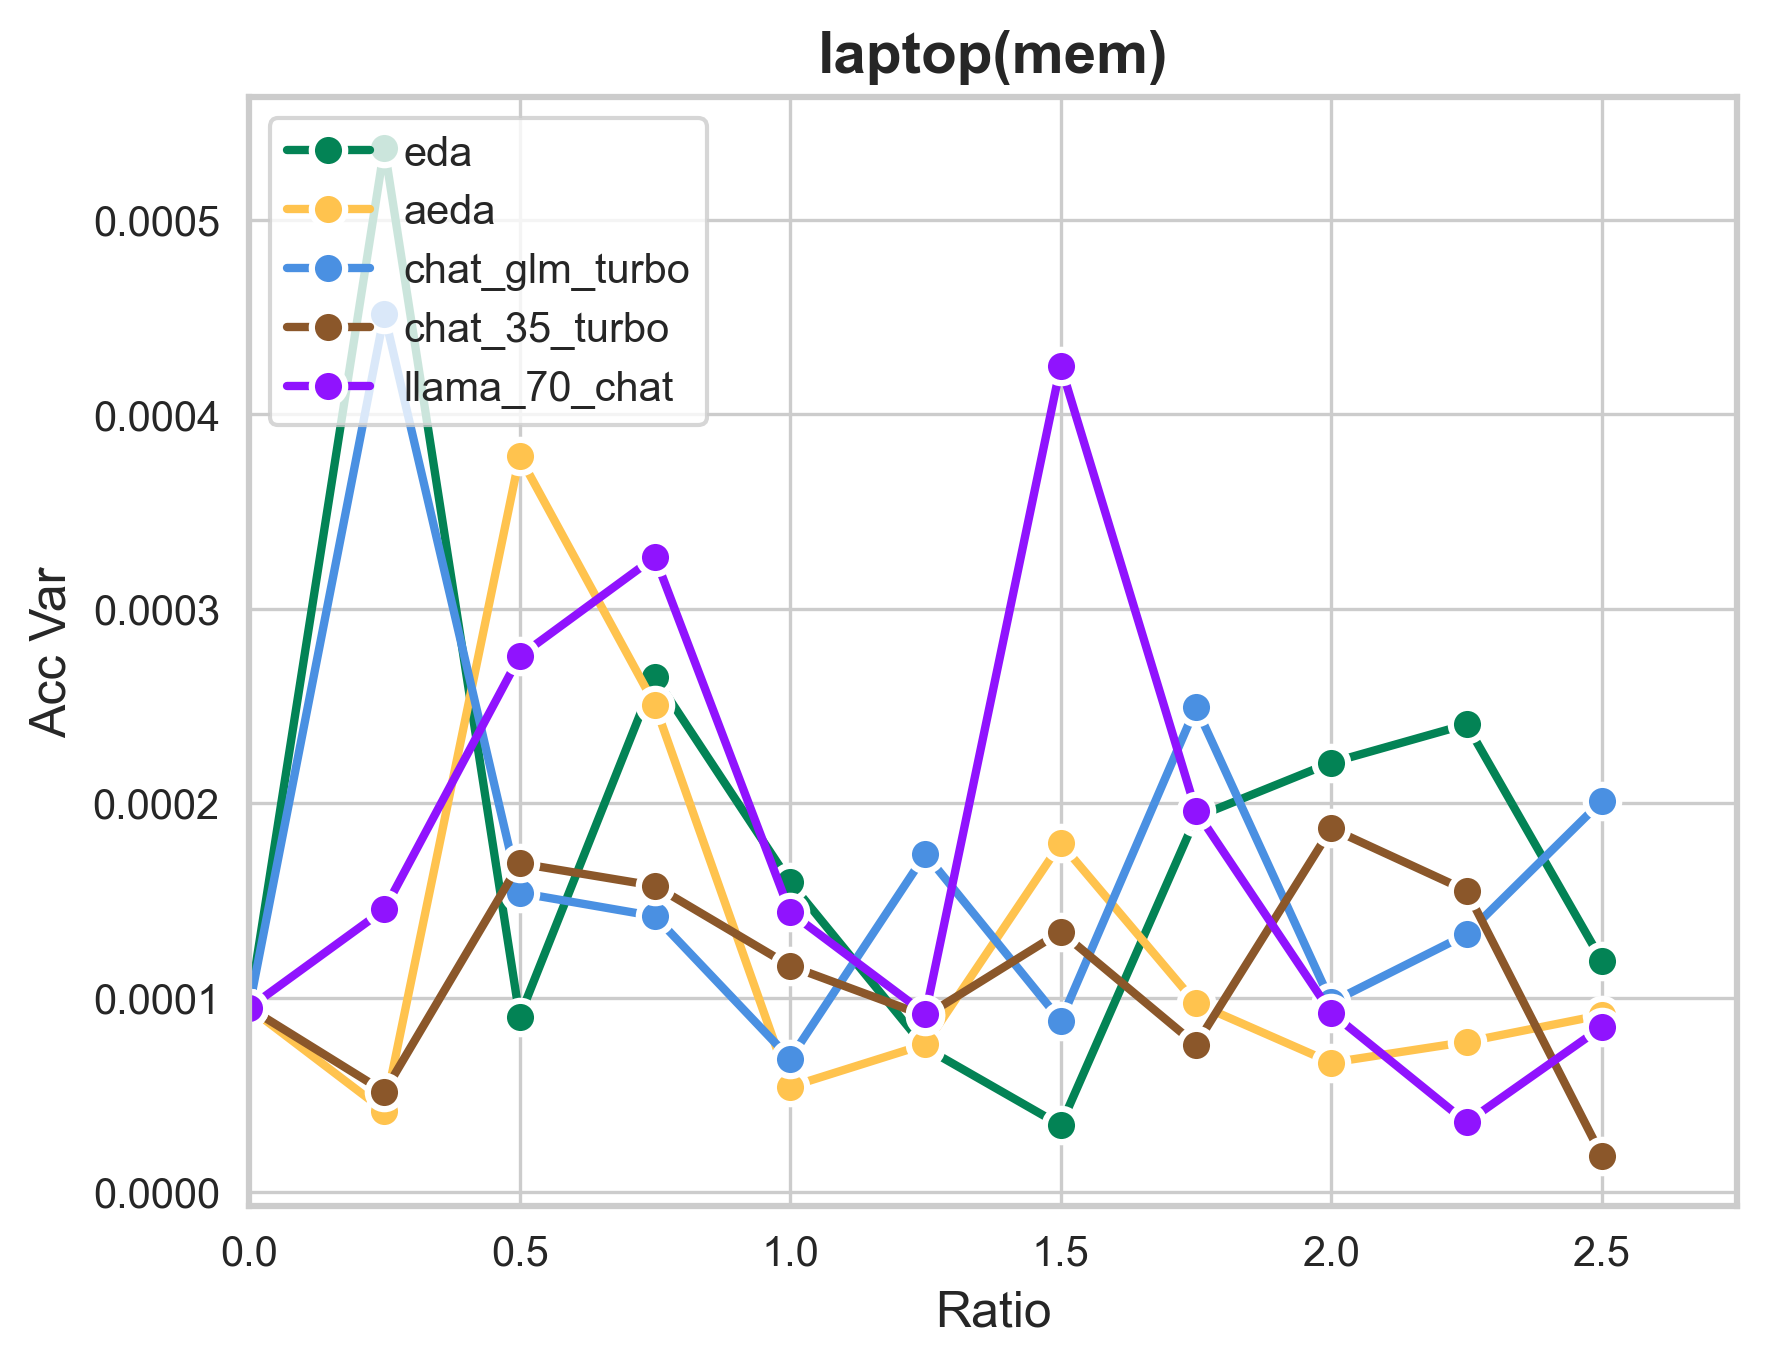 laptop(mem)
eda
aeda
chat_glm_turbo
chat_35_turbo
llama_70_chat
Acc Var
0.0005
0.0004
0.0003
0.0002
0.0001
0.0000
0.0 0.5 1.0 1.5 2.0 2.5
Ratio